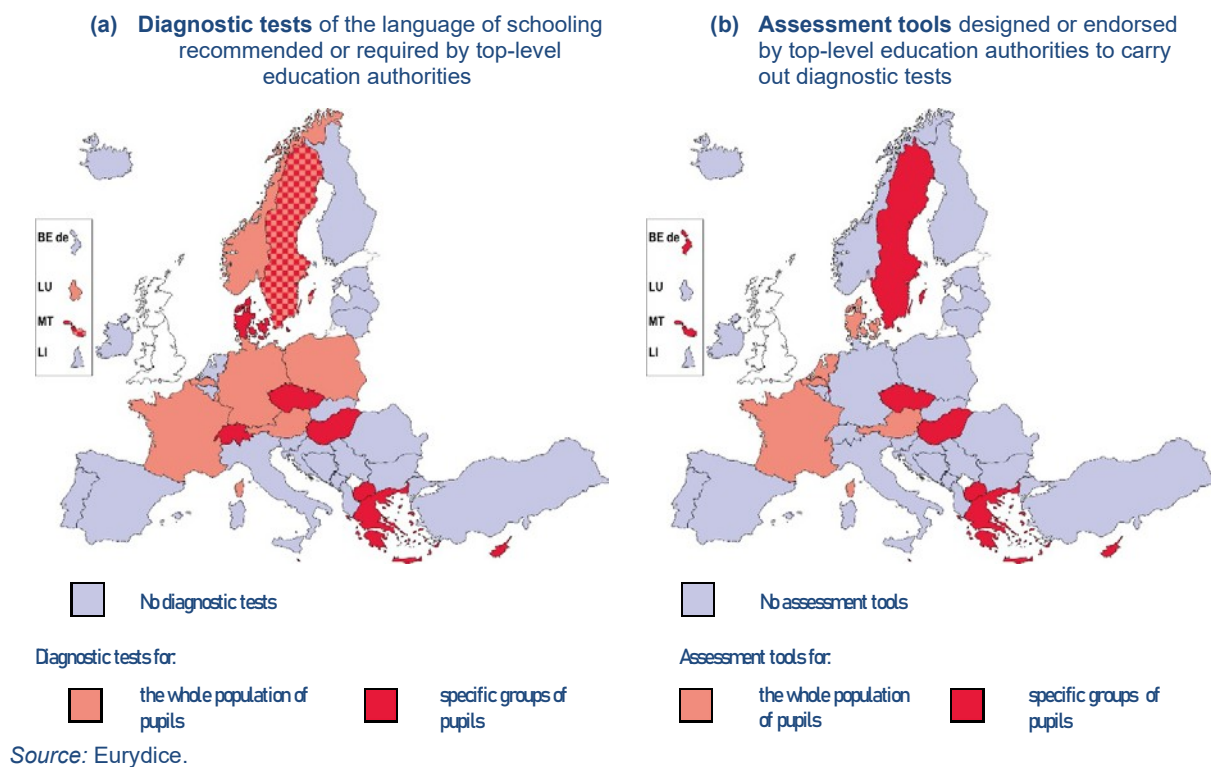 (a) Diagnostic tests of the language of schooling
recommended or required by top-level
education authorities
(b) Assessment tools designed or endorsed
by top-level education authorities to carry
out diagnostic tests
BE de
LU
MT
LI
BE de
LU
MT
LI
No diagnostic tests
Diagnostic tests for:
the whole population of
pupils
specific groups of
pupils
No assessment tools
Assessment tools for:
the whole population
of pupils
specific groups of
pupils
Source: Eurydice.